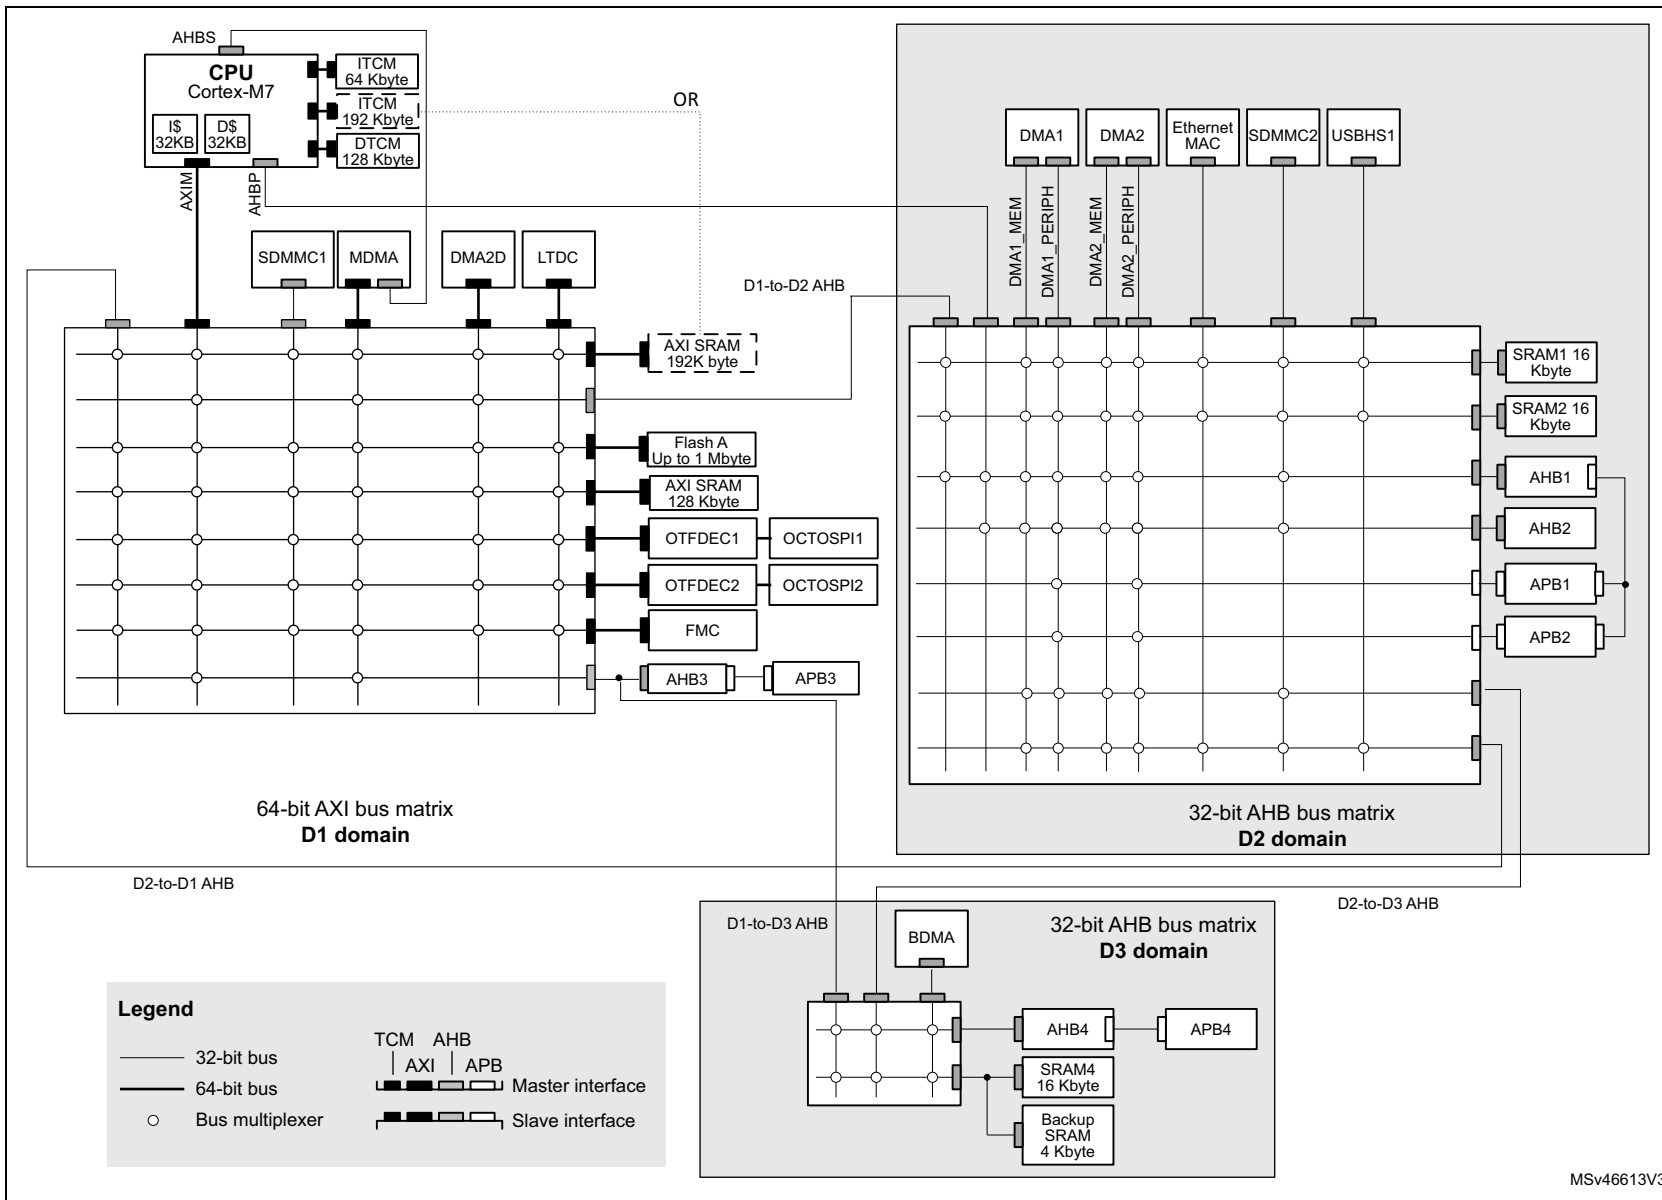 AHBS
CPU
Cortex-M7
I$
32KB
D$
32KB
ITCM
64 Kbyte
ITCM
192 Kbyte
DTCM
128 Kbyte
OR
AXIM
AHBP
SDMMC1
MDMA
DMA2D
LTDC
D1-to-D2 AHB
AXI SRAM
192K byte
Flash A
Up to 1 Mbyte
AXI SRAM
128 Kbyte
OTFDEC1
OCTOSPI1
OTFDEC2
OCTOSPI2
FMC
AHB3
APB3
64-bit AXI bus matrix
D1 domain
DMA1
DMA2
Ethernet
MAC
SDMMC2
USBHS1
DMA1_MEM
DMA1_PERIPH
DMA2_MEM
DMA2_PERIPH
SRAM1 16
Kbyte
SRAM2 16
Kbyte
AHB1
AHB2
APB1
APB2
32-bit AHB bus matrix
D2 domain
D2-to-D1 AHB
D2-to-D3 AHB
D1-to-D3 AHB
BDMA
32-bit AHB bus matrix
D3 domain
AHB4
APB4
SRAM4
16 Kbyte
Backup
SRAM
4 Kbyte
Legend
32-bit bus
64-bit bus
Bus multiplexer
TCM AHB
AXI APB
Master interface
Slave interface
MSv46613V3